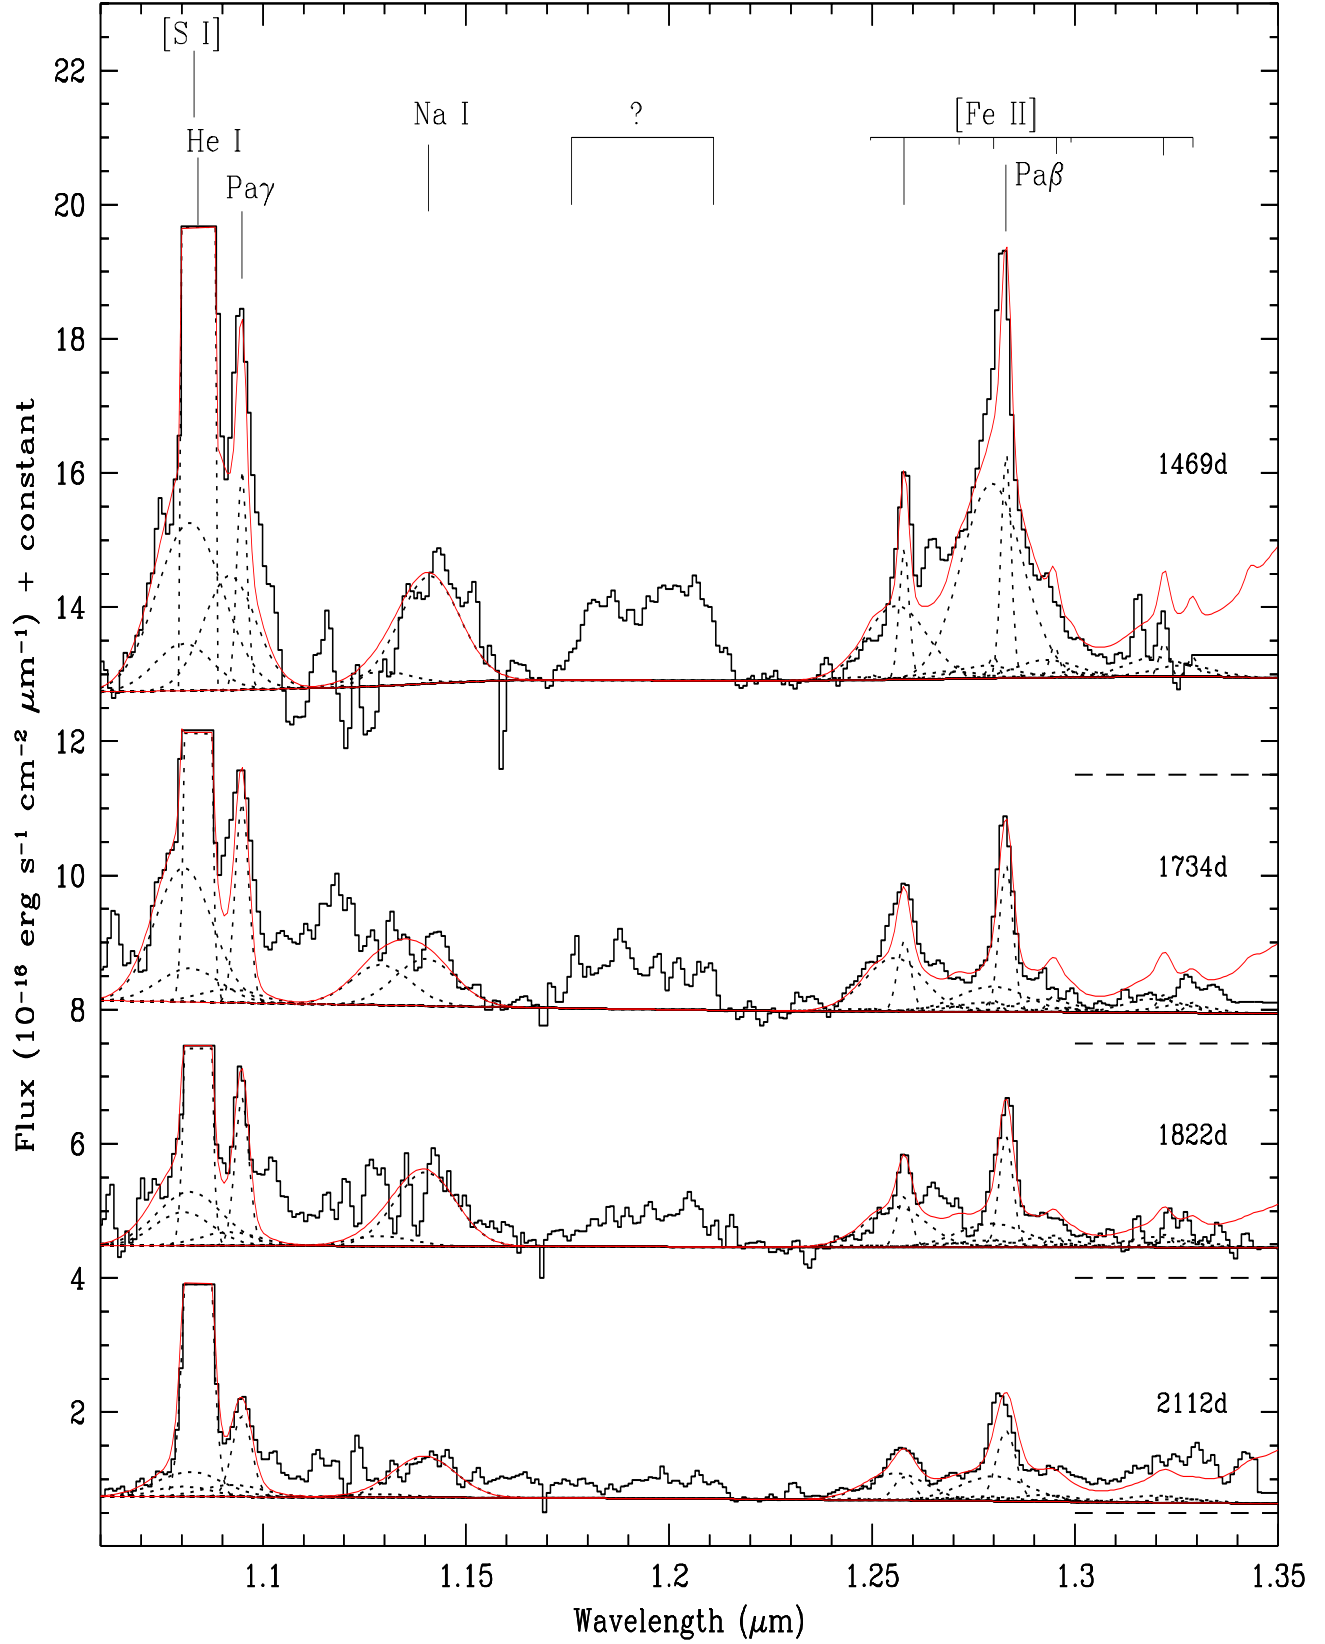 [S I]
He I
Paγ
Na I
?
[Fe II]
Paβ
22
20
18
16
14
12
10
8
6
4
2
1469d
1734d
1822d
2112d
Flux (10⁻¹⁶ erg s⁻¹ cm⁻² μm⁻¹) + constant
1.1 1.15 1.2 1.25 1.3 1.35
Wavelength (μm)